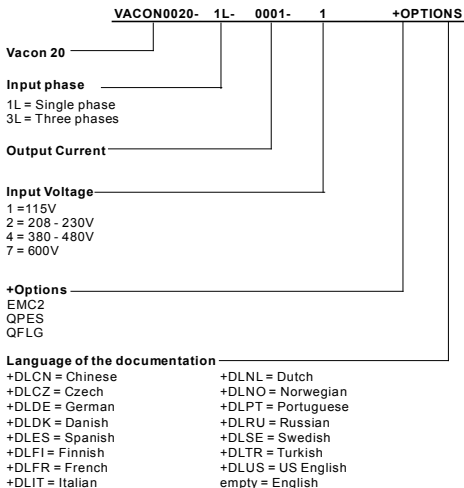 VACON0020- 1L- 0001- 1 +OPTIONS
Vacon 20
Input phase
1L = Single phase
3L = Three phases
Output Current
Input Voltage
1 =115V
2 = 208 - 230V
4 = 380 - 480V
7 = 600V
+Options
EMC2
QPES
QFLG
Language of the documentation
+DLCN = Chinese +DLNL = Dutch
+DLCZ = Czech +DLNO = Norwegian
+DLDE = German +DLPT = Portuguese
+DLDK = Danish +DLRU = Russian
+DLES = Spanish +DLSE = Swedish
+DLFI = Finnish +DLTR = Turkish
+DLFR = French +DLUS = US English
+DLIT = Italian empty = English